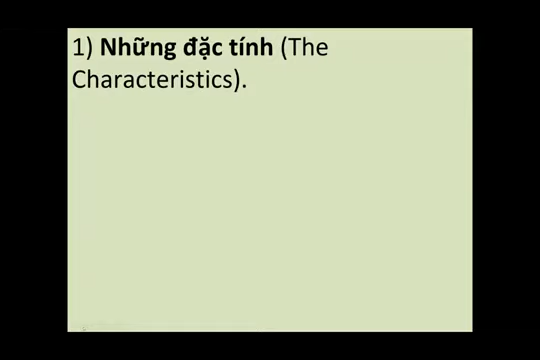 1) Những đặc tính (The
Characteristics).